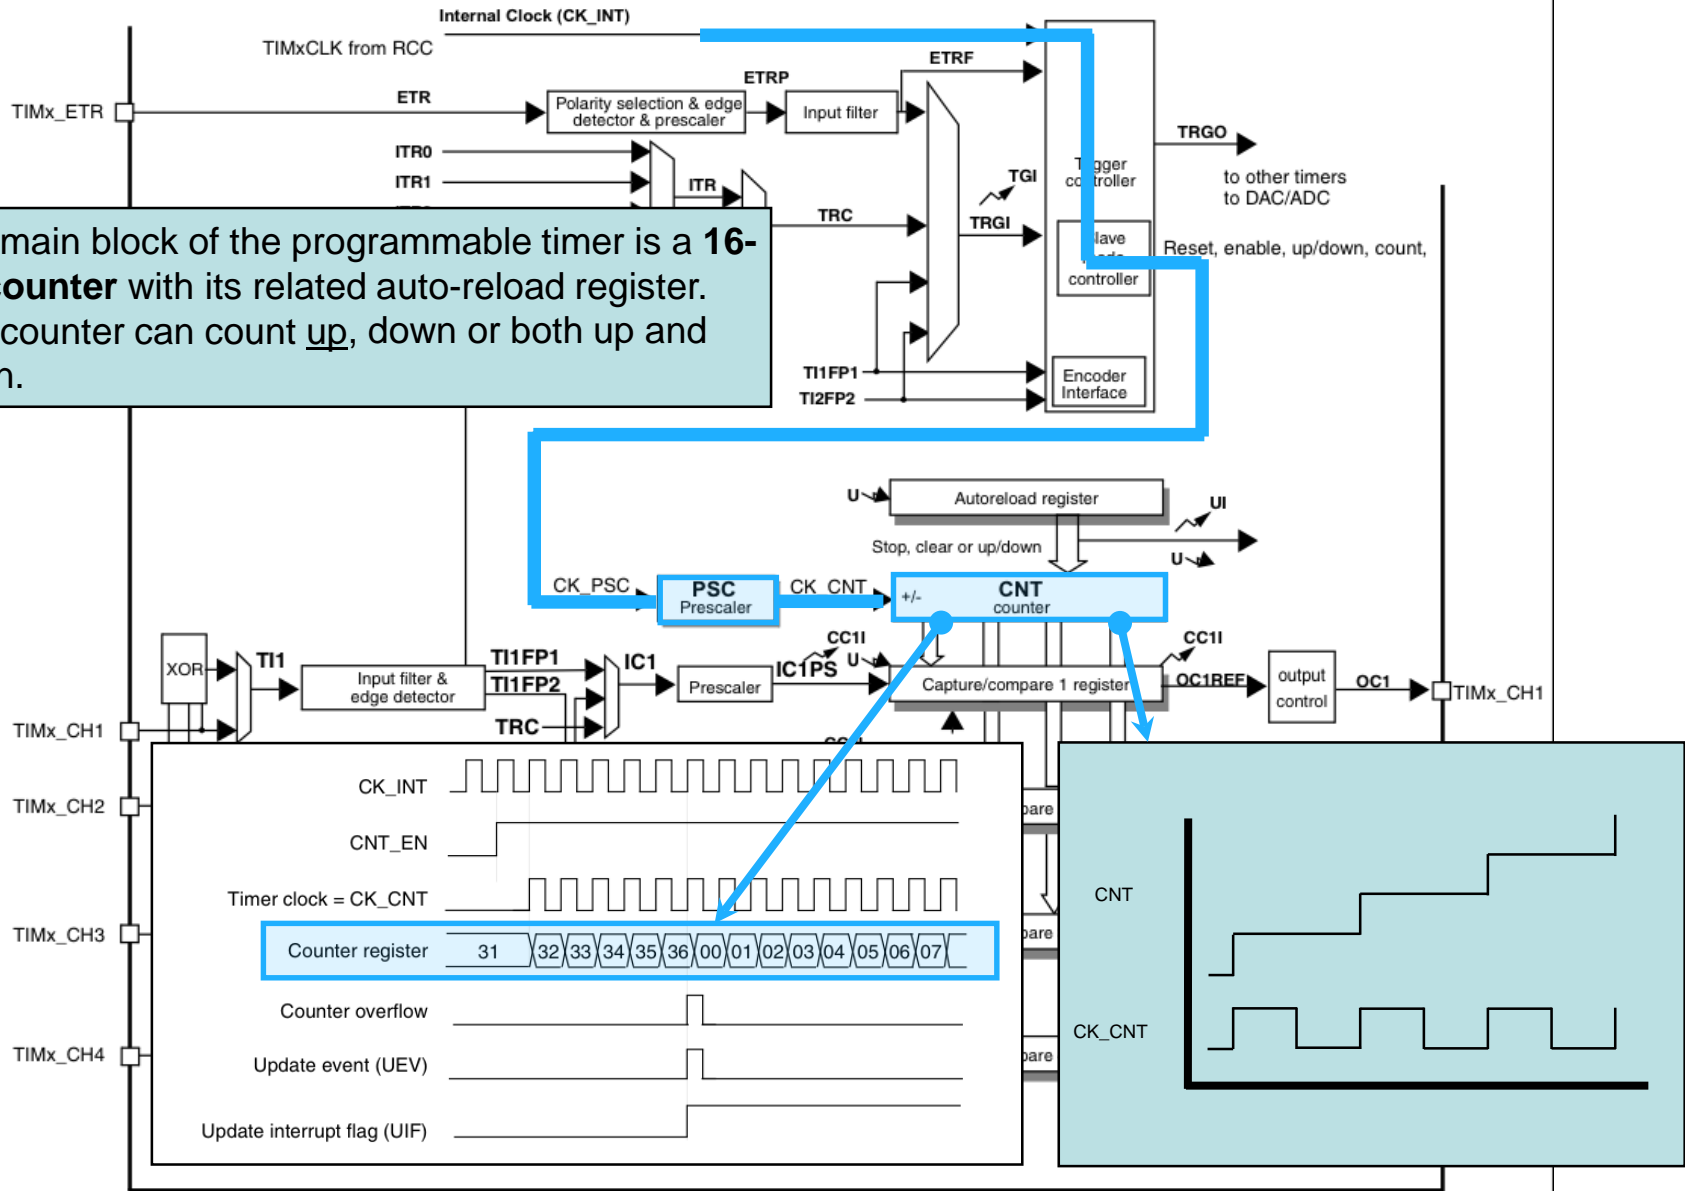 Internal Clock (CK_INT)
TIMxCLK from RCC
ETRF
ETRP
TIMx_ETR
ETR
Polarity selection & edge
detector & prescaler
Input filter
TRGO
ITR0
ITR1
ITR
TGI
controller
to other timers
to DAC/ADC
TRC
TRGI
main block of the programmable timer is a 16-
counter with its related auto-reload register.
counter can count up, down or both up and
controller
Reset, enable, up/down, count,
TI1FP1
TI2FP2
Encoder
Interface
U
Autoreload register
UI
Stop, clear or up/down
U
CK_PSC
PSC
Prescaler
CK_CNT
+/-
CNT
counter
XOR
TI1
Input filter &
edge detector
TI1FP1
TI1FP2
TRC
IC1
Prescaler
IC1PS
CC1I
U
Capture/compare 1 register
CC1I
OC1REF
output
control
OC1
TIMx_CH1
TIMx_CH1
TIMx_CH2
TIMx_CH3
TIMx_CH4
CK_INT
CNT_EN
Timer clock = CK_CNT
Counter register 31 32 33 34 35 36 00 01 02 03 04 05 06 07
Counter overflow
Update event (UEV)
Update interrupt flag (UIF)
CNT
CK_CNT